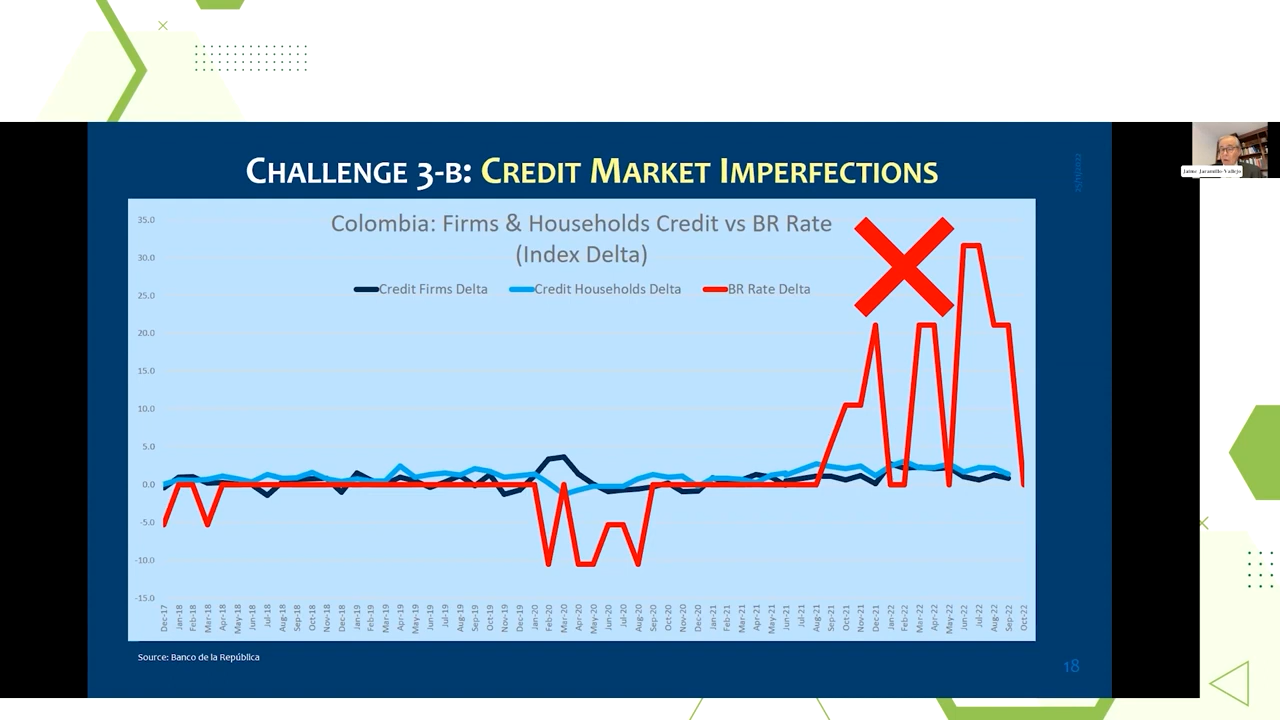 CHALLENGE 3-B: CREDIT MARKET IMPERFECTIONS
Jaime Jaramillo-Vallejo
Colombia: Firms & Households Credit vs BR Rate
(Index Delta)
Credit Firms Delta
Credit Households Delta
BR Rate Delta
35.0
30.0
25.0
20.0
15.0
10.0
5.0
0.0
-5.0
-10.0
-15.0
Dec-17
Jan-18
Feb-18
Mar-18
Apr-18
May-18
Jun-18
Jul-18
Aug-18
Sep-18
Oct-18
Nov-18
Dec-18
Jan-19
Feb-19
Mar-19
Apr-19
May-19
Jun-19
Jul-19
Aug-19
Sep-19
Oct-19
Nov-19
Dec-19
Jan-20
Feb-20
Mar-20
Apr-20
May-20
Jun-20
Jul-20
Aug-20
Sep-20
Oct-20
Nov-20
Dec-20
Jan-21
Feb-21
Mar-21
Apr-21
May-21
Jun-21
Jul-21
Aug-21
Sep-21
Oct-21
Nov-21
Dec-21
Jan-22
Feb-22
Mar-22
Apr-22
May-22
Jun-22
Jul-22
Aug-22
Sep-22
Oct-22
Source: Banco de la República
18